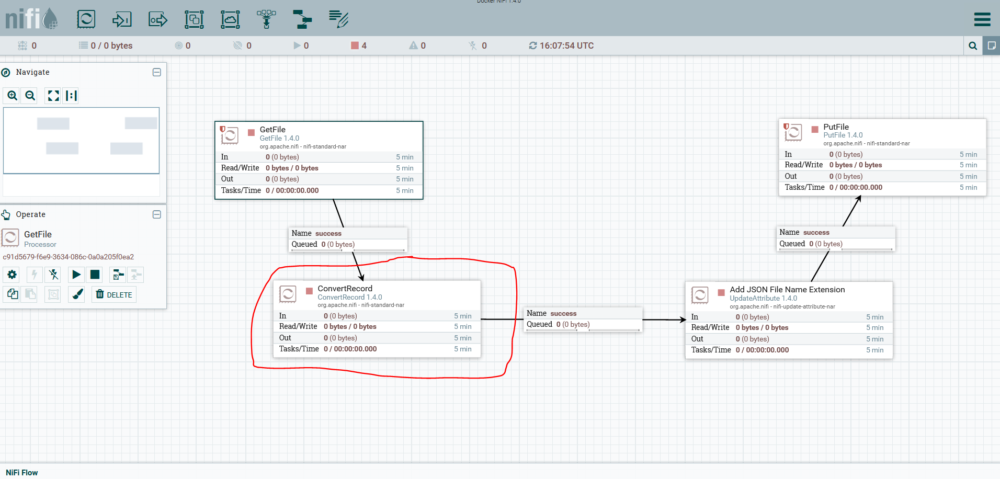 Docker NiFi 1.4.0
nifi
0
0 / 0 bytes
0
0
0
4
0
0
16:07:54 UTC
Navigate
Operate
GetFile
Processor
c91d5679-f6e9-3634-086c-0a0a205f0ea2
DELETE
GetFile
GetFile 1.4.0
org.apache.nifi - nifi-standard-nar
In 0 (0 bytes) 5 min
Read/Write 0 bytes / 0 bytes 5 min
Out 0 (0 bytes) 5 min
Tasks/Time 0 / 00:00:00.000 5 min
Name success
Queued 0 (0 bytes)
ConvertRecord
ConvertRecord 1.4.0
org.apache.nifi - nifi-standard-nar
In 0 (0 bytes) 5 min
Read/Write 0 bytes / 0 bytes 5 min
Out 0 (0 bytes) 5 min
Tasks/Time 0 / 00:00:00.000 5 min
Name success
Queued 0 (0 bytes)
Add JSON File Name Extension
UpdateAttribute 1.4.0
org.apache.nifi - nifi-update-attribute-nar
In 0 (0 bytes) 5 min
Read/Write 0 bytes / 0 bytes 5 min
Out 0 (0 bytes) 5 min
Tasks/Time 0 / 00:00:00.000 5 min
Name success
Queued 0 (0 bytes)
PutFile
PutFile 1.4.0
org.apache.nifi - nifi-standard-nar
In 0 (0 bytes) 5 min
Read/Write 0 bytes / 0 bytes 5 min
Out 0 (0 bytes) 5 min
Tasks/Time 0 / 00:00:00.000 5 min
NiFi Flow